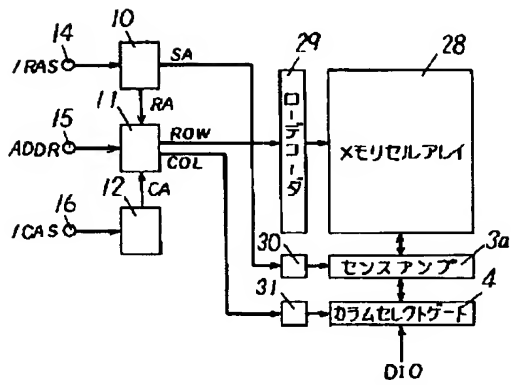 14
/RAS
10
SA
RA
29
ローデコーダ
28
メモリセルアレイ
15
ADDR
11
ROW
COL
CA
16
/CAS
12
30
センスアンプ
3a
31
カラムセレクトゲート
4
DIO